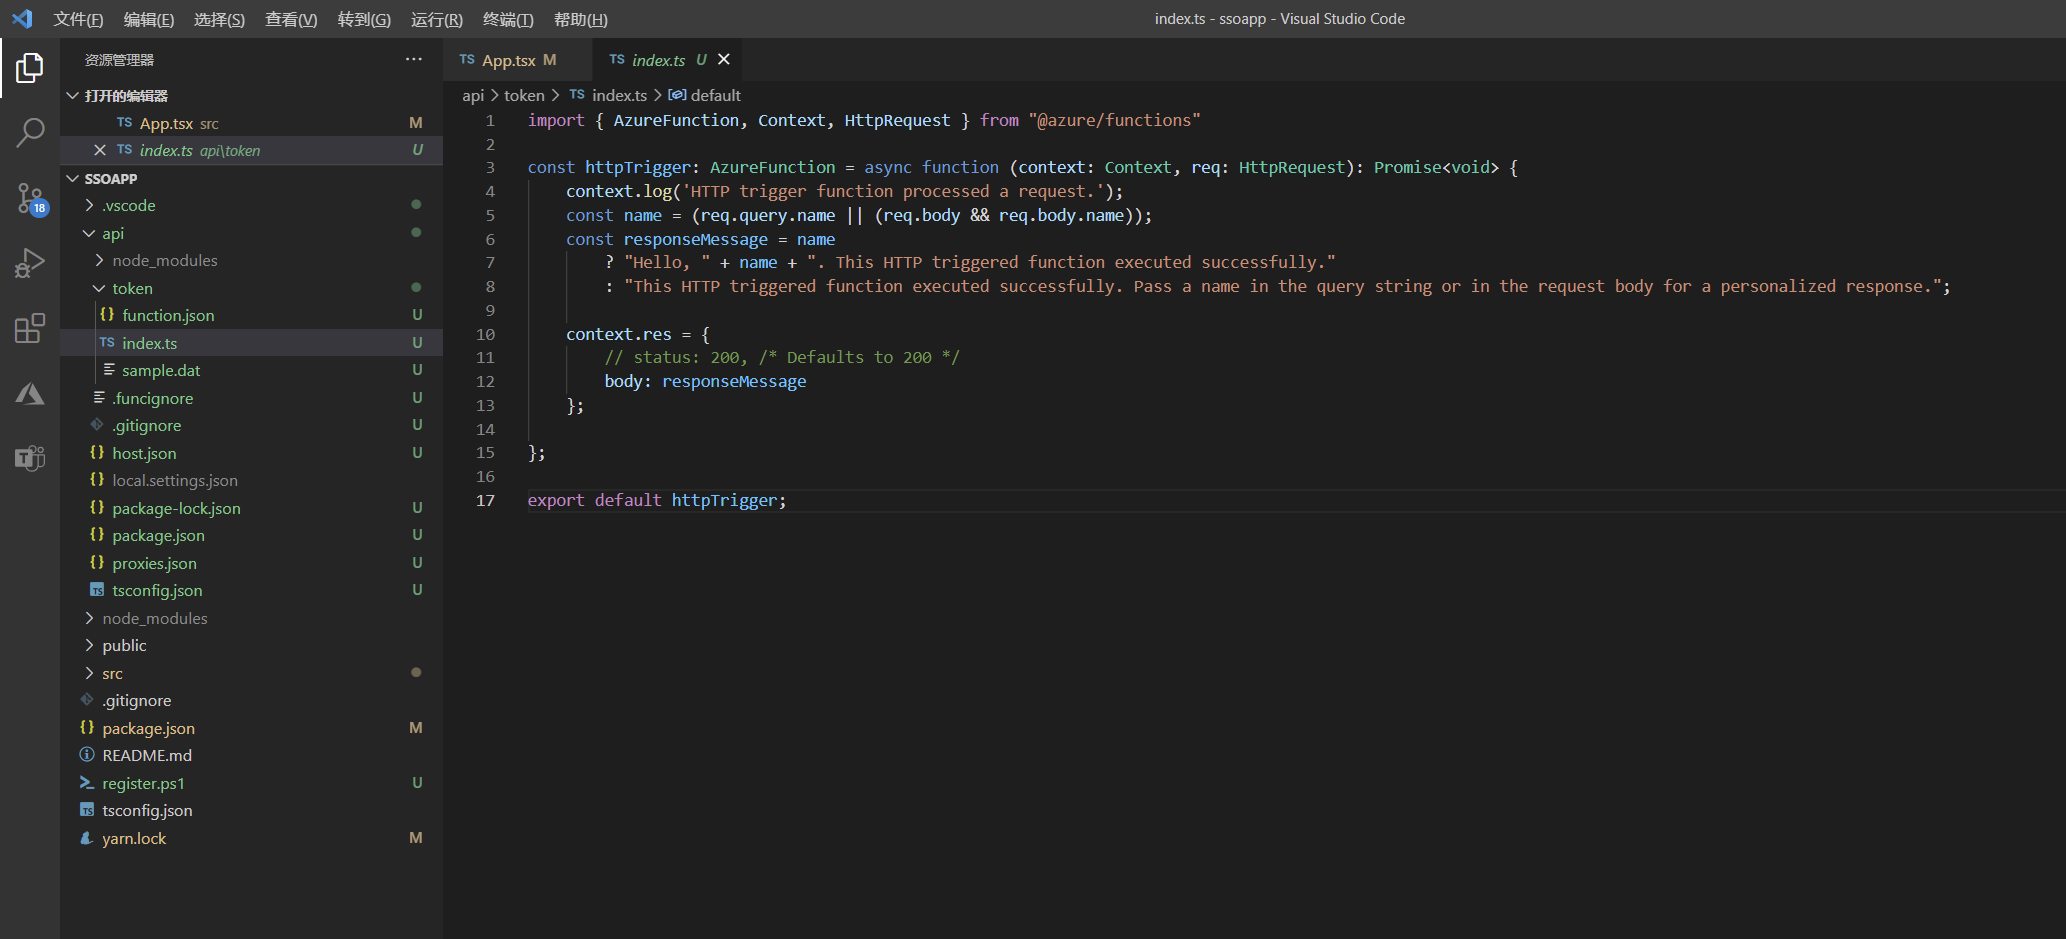 文件(F) 编辑(E) 选择(S) 查看(V) 转到(G) 运行(R) 终端(T) 帮助(H)
index.ts - ssoapp - Visual Studio Code
资源管理器 ···
打开的编辑器
TS App.tsx src M
TS index.ts api\token U
SSOAPP
.vscode
api
node_modules
token
{} function.json U
TS index.ts U
sample.dat U
.funcignore U
.gitignore U
{} host.json U
{} local.settings.json
{} package-lock.json U
{} package.json U
{} proxies.json U
TS tsconfig.json U
node_modules
public
src
.gitignore
{} package.json M
README.md
register.ps1 U
TS tsconfig.json
yarn.lock M
18
TS App.tsx M
TS index.ts U
api > token > TS index.ts > default
1 import { AzureFunction, Context, HttpRequest } from "@azure/functions"
2
3 const httpTrigger: AzureFunction = async function (context: Context, req: HttpRequest): Promise<void> {
4 context.log('HTTP trigger function processed a request.');
5 const name = (req.query.name || (req.body && req.body.name));
6 const responseMessage = name
7 ? "Hello, " + name + ". This HTTP triggered function executed successfully."
8 : "This HTTP triggered function executed successfully. Pass a name in the query string or in the request body for a personalized response.";
9
10 context.res = {
11 // status: 200, /* Defaults to 200 */
12 body: responseMessage
13 };
14
15 };
16
17 export default httpTrigger;